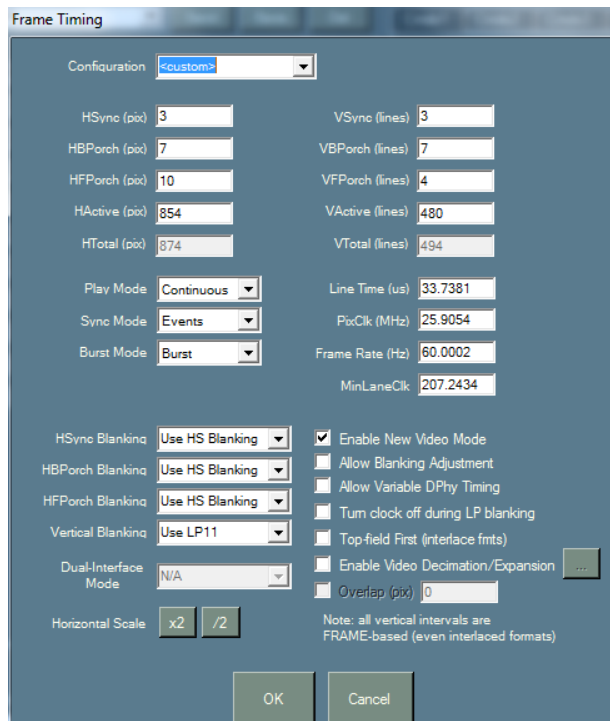 Frame Timing
Configuration <custom>
HSync (pix) 3 VSync (lines) 3
HBPorch (pix) 7 VBPorch (lines) 7
HFPorch (pix) 10 VFPorch (lines) 4
HActive (pix) 854 VActive (lines) 480
HTotal (pix) 874 VTotal (lines) 494
Play Mode Continuous Line Time (us) 33.7381
Sync Mode Events PixClk (MHz) 25.9054
Burst Mode Burst Frame Rate (Hz) 60.0002
MinLaneClk 207.2434
HSync Blanking Use HS Blanking Enable New Video Mode
HBPorch Blanking Use HS Blanking Allow Blanking Adjustment
HFPorch Blanking Use HS Blanking Allow Variable DPhy Timing
Vertical Blanking Use LP11 Turn clock off during LP blanking
Top-field First (interlace fmts)
Dual-Interface Mode N/A Enable Video Decimation/Expansion ...
Overlap (pix) 0
Horizontal Scale x2 /2 Note: all vertical intervals are
FRAME-based (even interlaced formats)
OK Cancel